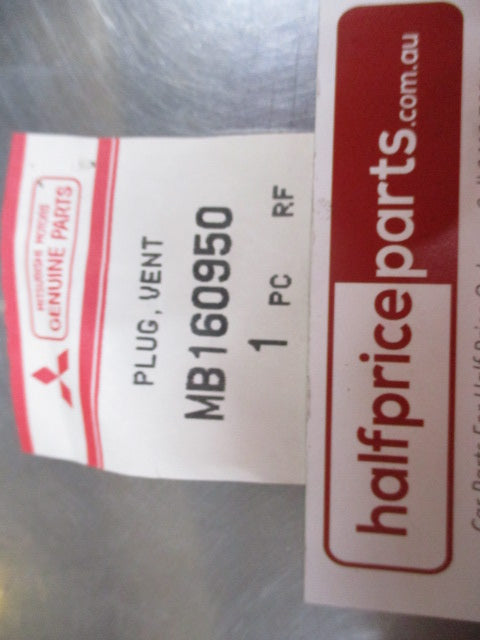 MITSUBISHI MOTORS
GENUINE PARTS
PLUG, VENT
MB160950
1 PC RF
halfpriceparts.com.au